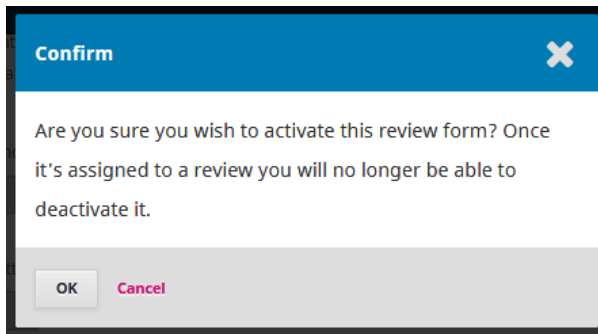 Confirm
Are you sure you wish to activate this review form? Once
it's assigned to a review you will no longer be able to
deactivate it.
OK
Cancel